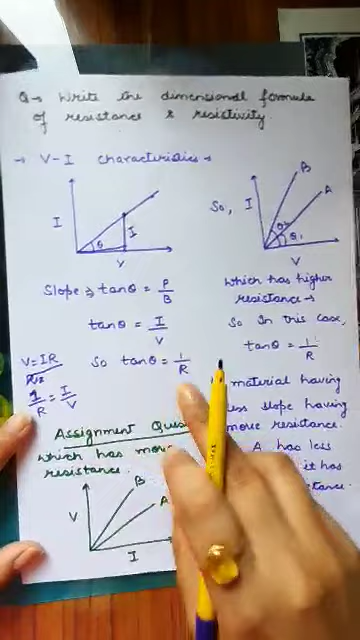 Q→ Write the dimensional formula
of resistance & resistivity
→ V-I characteristics →
I
θ
I
V
Slope ⇒ tanθ = P/B
tanθ = I/V
So tanθ = 1/R
V = IR
1/R = I/V
Assignment Ques
which has more
resistance.
V
B
A
I
So, I
B
A
θ2
θ1
V
which has higher
resistance →
So In this case,
tanθ = 1/R
material having
less slope having
more resistance.
A has less
it has